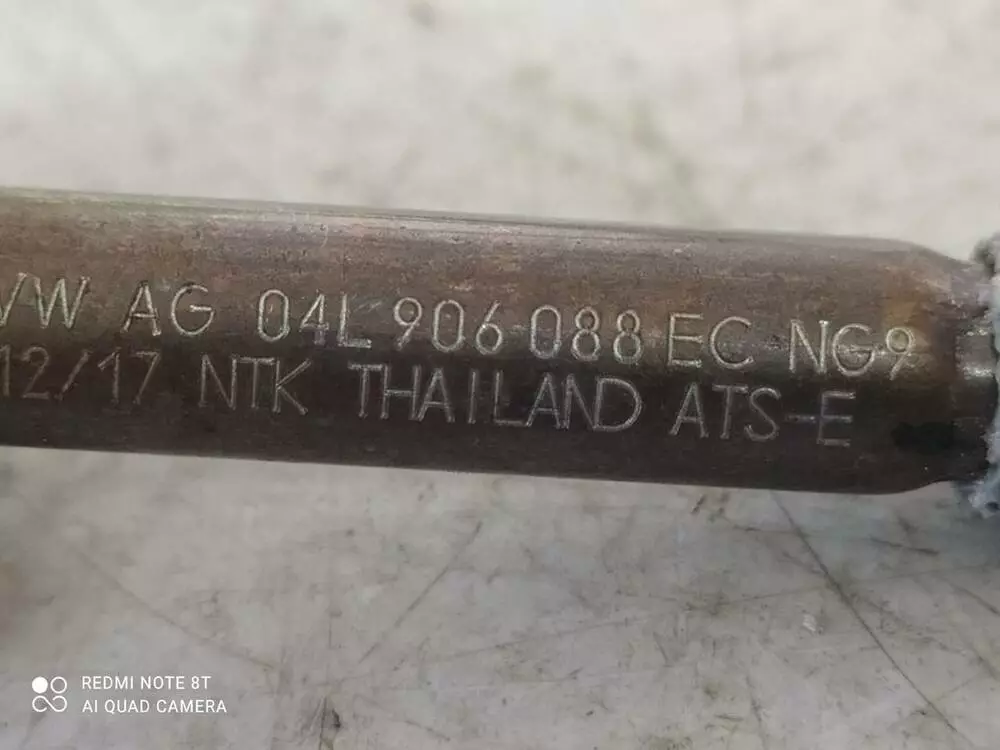 VW AG 04L 906 088 EC NG9
12/17 NTK THAILAND ATS-E
REDMI NOTE 8T
AI QUAD CAMERA